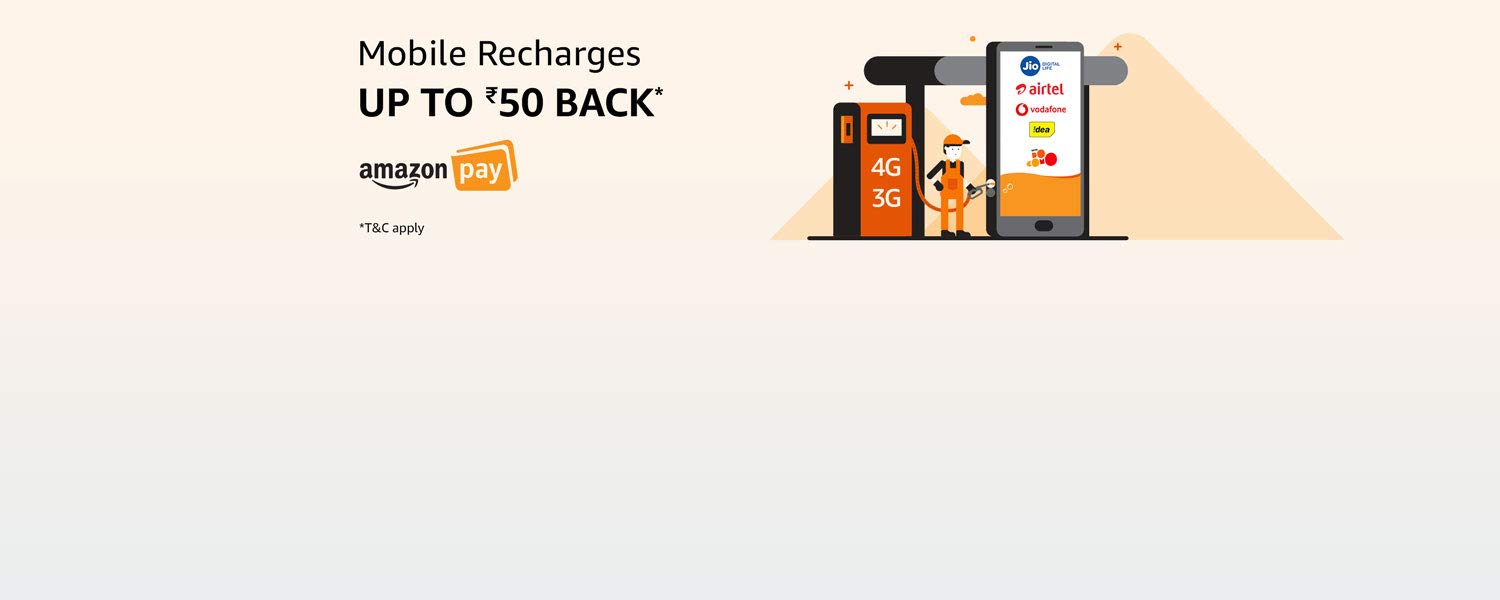 Mobile Recharges
UP TO ₹50 BACK*
amazon pay
*T&C apply
4G
3G
Jio DIGITAL LIFE
airtel
vodafone
!dea